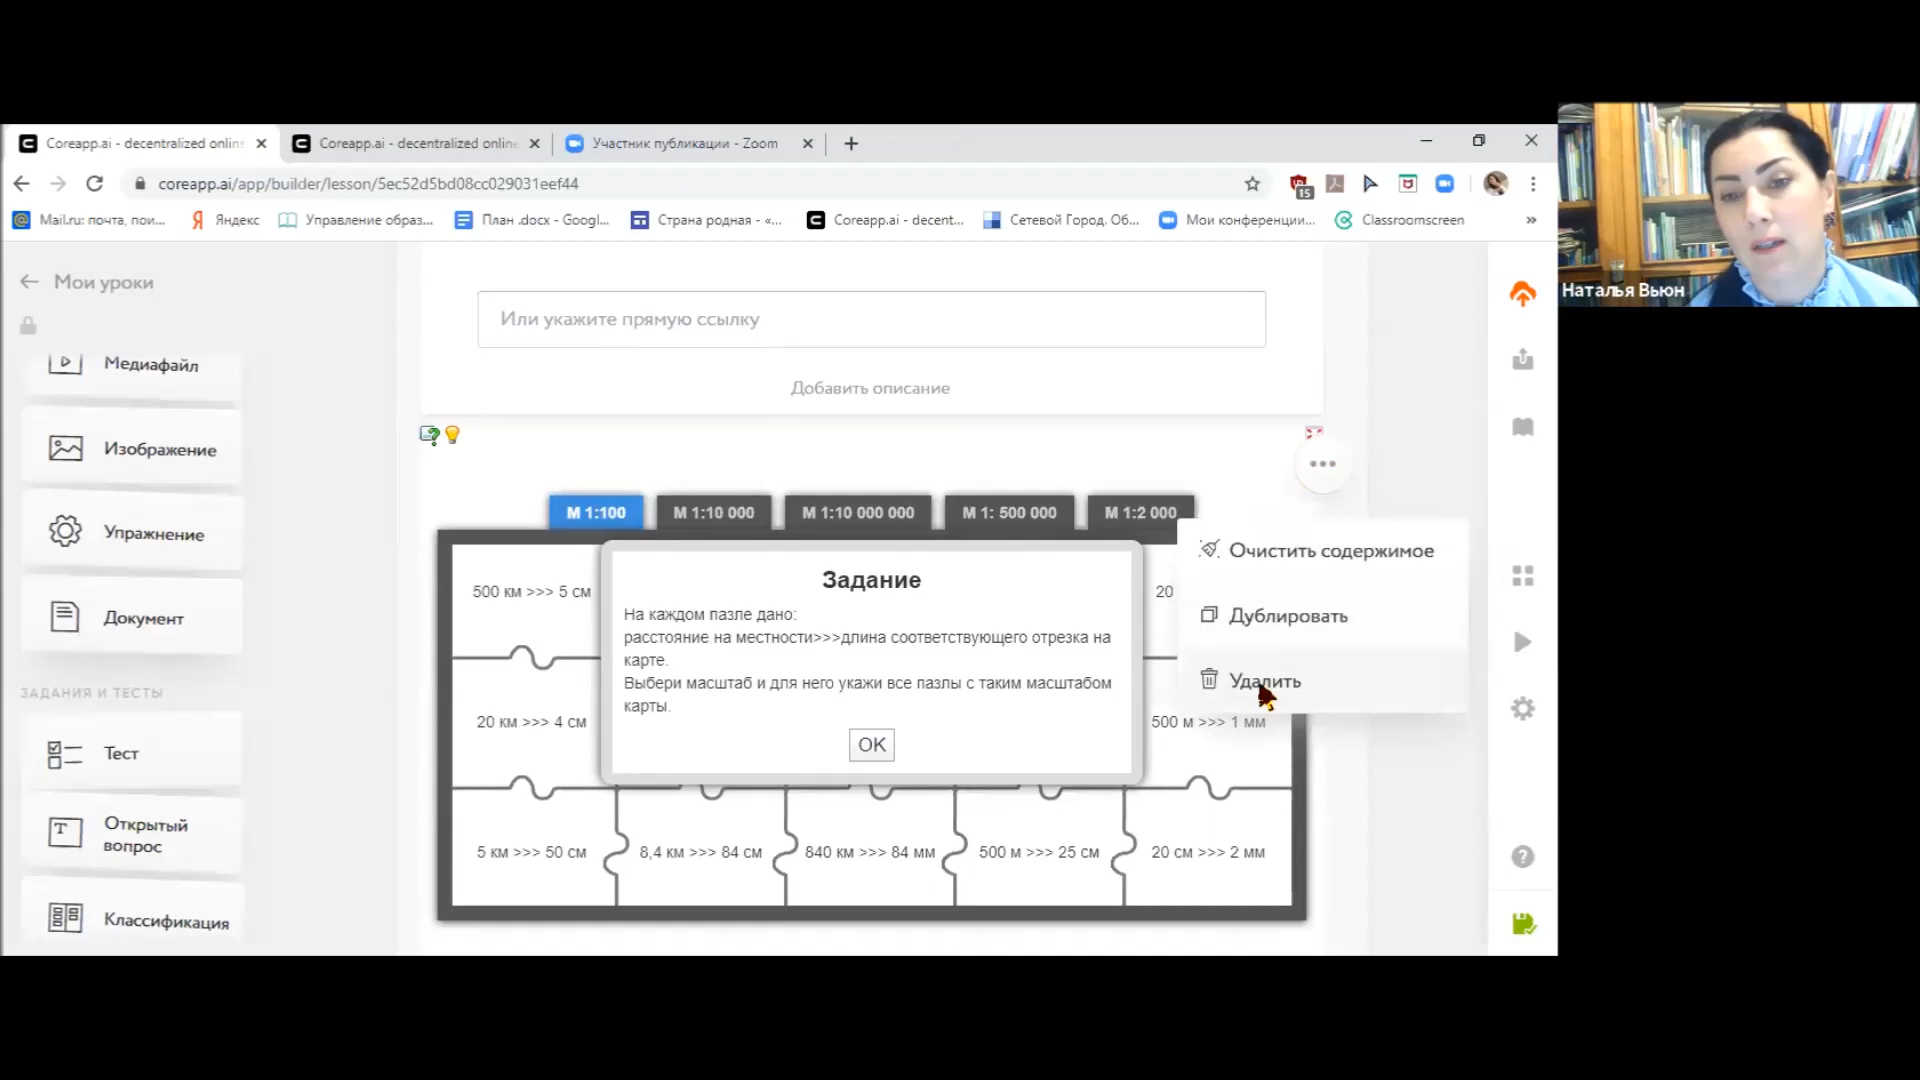 Coreapp.ai - decentralized onlin
Coreapp.ai - decentralized online
Участник публикации - Zoom
coreapp.ai/app/builder/lesson/5ec52d5bd08cc029031eef44
15
Mail.ru: почта, пои...
Яндекс
Управление образ...
План .docx - Googl...
Страна родная - «...
Coreapp.ai - decent...
Сетевой Город. Об...
Мои конференции...
Classroomscreen
»
Наталья Вьюн
Мои уроки
Медиафайл
Изображение
Упражнение
Документ
ЗАДАНИЯ И ТЕСТЫ
Тест
Открытый
вопрос
Классификация
Или укажите прямую ссылку
Добавить описание
М 1:100
М 1:10 000
М 1:10 000 000
М 1: 500 000
М 1:2 000
500 км >>> 5 см
20
20 км >>> 4 см
500 м >>> 1 мм
5 км >>> 50 см
8,4 км >>> 84 см
840 км >>> 84 мм
500 м >>> 25 см
20 см >>> 2 мм
Задание
На каждом пазле дано:
расстояние на местности>>>длина соответствующего отрезка на
карте.
Выбери масштаб и для него укажи все пазлы с таким масштабом
карты.
OK
Очистить содержимое
Дублировать
Удалить